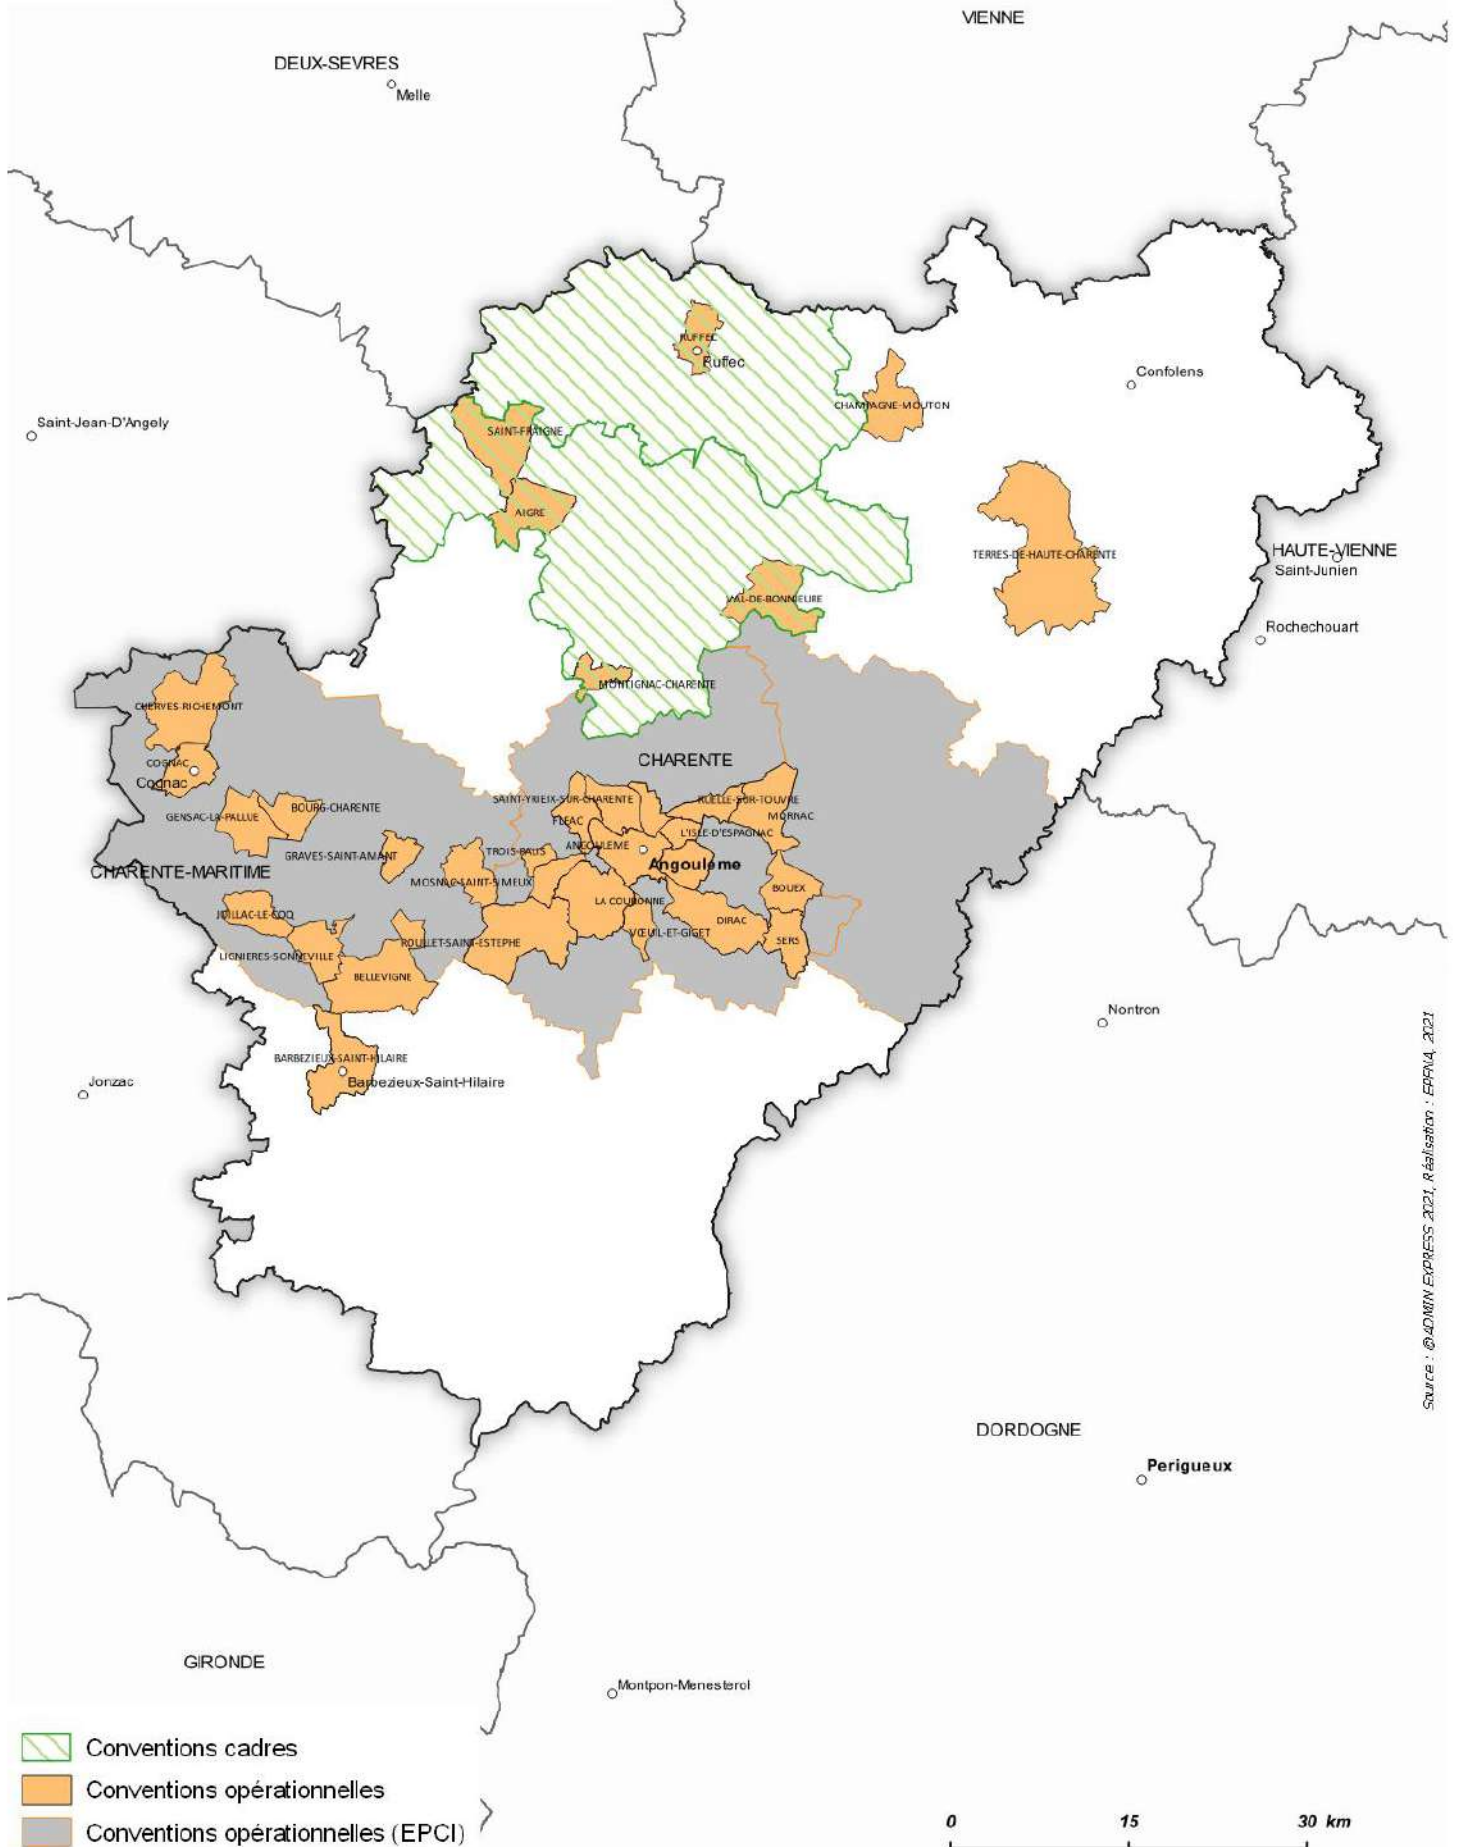 VIENNE
DEUX-SEVRES
Melle
RUFFEC
Ruffec
Confolens
CHAMPAGNE-MOUTON
Saint-Jean-D'Angely
SAINT-FRAIGNE
AIGRE
TERRES-DE-HAUTE-CHARENTE
HAUTE-VIENNE
Saint-Junien
VAL-DE-BONNIEURE
Rochechouart
MONTIGNAC-CHARENTE
CHERVES-RICHEMONT
CHARENTE
COGNAC
Cognac
SAINT-YRIEIX-SUR-CHARENTE
RUELLE-SUR-TOUVRE
BOURG-CHARENTE
GENSAC-LA-PALLUE
FLEAC
MORNAC
L'ISLE-D'ESPAGNAC
ANGOULEME
TROIS-PALIS
GRAVES-SAINT-AMANT
Angoulême
CHARENTE-MARITIME
MOSNAC-SAINT-SIMEUX
BOUEX
LA COURONNE
JUILLAC-LE-COQ
DIRAC
VŒUIL-ET-GIGET
SERS
ROULLET-SAINT-ESTEPHE
LIGNIERES-SONNEVILLE
BELLEVIGNE
Nontron
BARBEZIEUX-SAINT-HILAIRE
Barbezieux-Saint-Hilaire
Jonzac
Source : ©ADMIN EXPRESS 2021, Réalisation : EPFNA, 2021
DORDOGNE
Perigueux
GIRONDE
Montpon-Menesterol
Conventions cadres
Conventions opérationnelles
Conventions opérationnelles (EPCI)
0 15 30 km